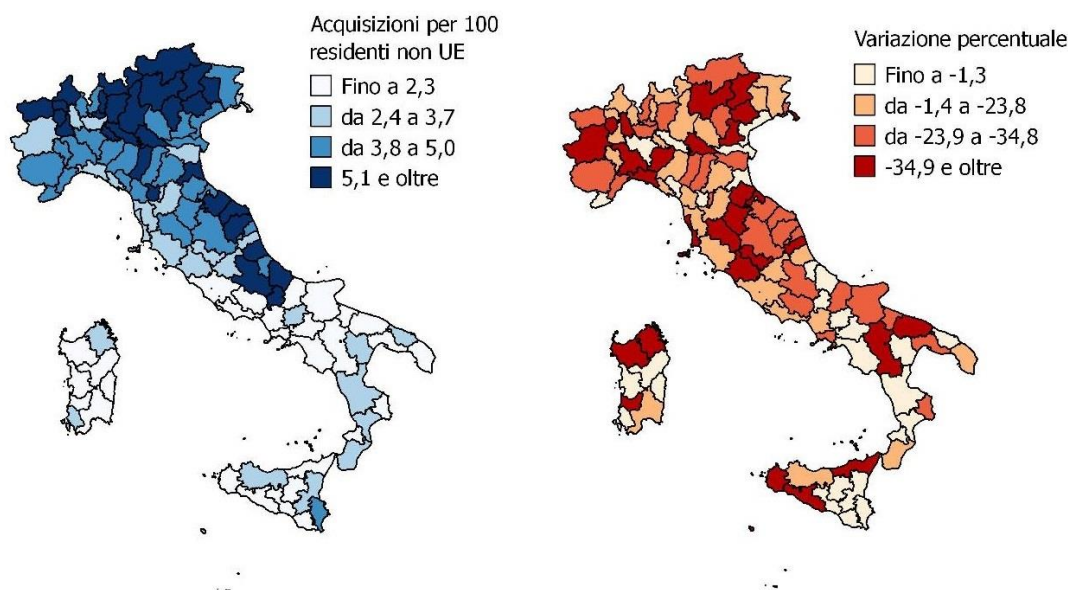 Acquisizioni per 100
residenti non UE
Fino a 2,3
da 2,4 a 3,7
da 3,8 a 5,0
5,1 e oltre
Variazione percentuale
Fino a -1,3
da -1,4 a -23,8
da -23,9 a -34,8
-34,9 e oltre